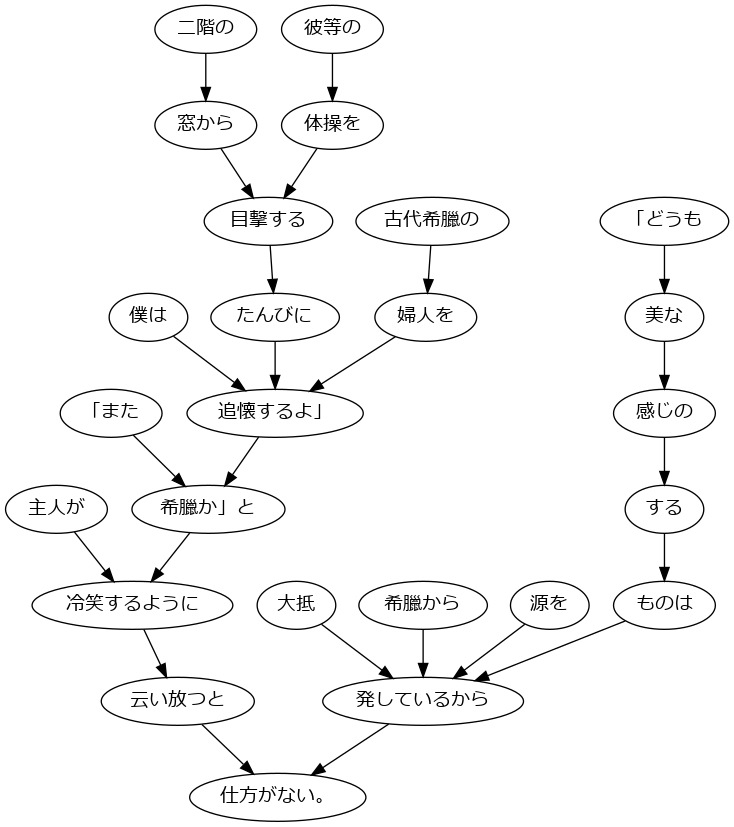 二階の
彼等の
窓から
体操を
目撃する
古代希臘の
「どうも
僕は
たんびに
婦人を
美な
「また
追懐するよ」
感じの
主人が
希臘か」と
する
冷笑するように
大抵
希臘から
源を
ものは
云い放つと
発しているから
仕方がない。